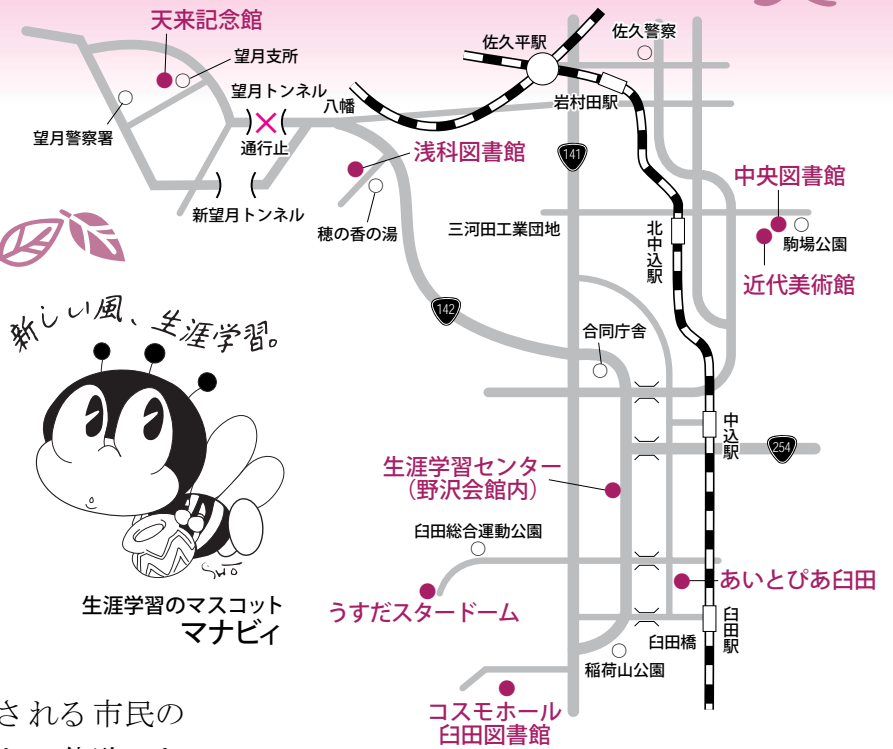 天来記念館
望月支所
佐久平駅
佐久警察
望月トンネル
八幡
岩村田駅
望月警察署
通行止
浅科図書館
141
中央図書館
新望月トンネル
穂の香の湯
三河田工業団地
北中込駅
駒場公園
近代美術館
142
新しい風、生涯学習。
合同庁舎
中込駅
254
生涯学習センター
（野沢会館内）
臼田総合運動公園
あいとぴあ臼田
生涯学習のマスコット
マナビィ
うすだスタードーム
臼田橋
臼田駅
稲荷山公園
コスモホール
臼田図書館
される市民の